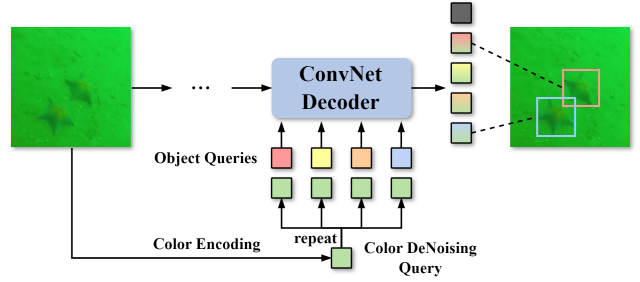 ...
ConvNet
Decoder
Object Queries
repeat
Color Encoding
Color DeNoising
Query